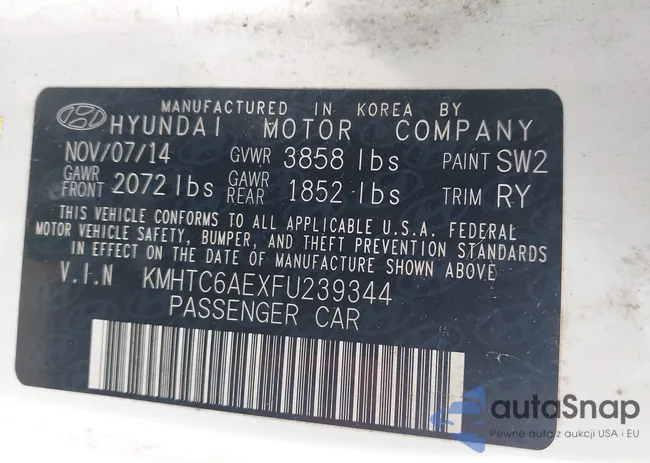 MANUFACTURED IN KOREA BY
HYUNDAI MOTOR COMPANY
NOV/07/14 GVWR 3858 lbs PAINT SW2
GAWR FRONT 2072 lbs GAWR REAR 1852 lbs TRIM RY
THIS VEHICLE CONFORMS TO ALL APPLICABLE U.S.A. FEDERAL
MOTOR VEHICLE SAFETY, BUMPER, AND THEFT PREVENTION STANDARDS
IN EFFECT ON THE DATE OF MANUFACTURE SHOWN ABOVE.
V.I.N KMHTC6AEXFU239344
PASSENGER CAR
autaSnap
Pewne auta z aukcji USA i EU